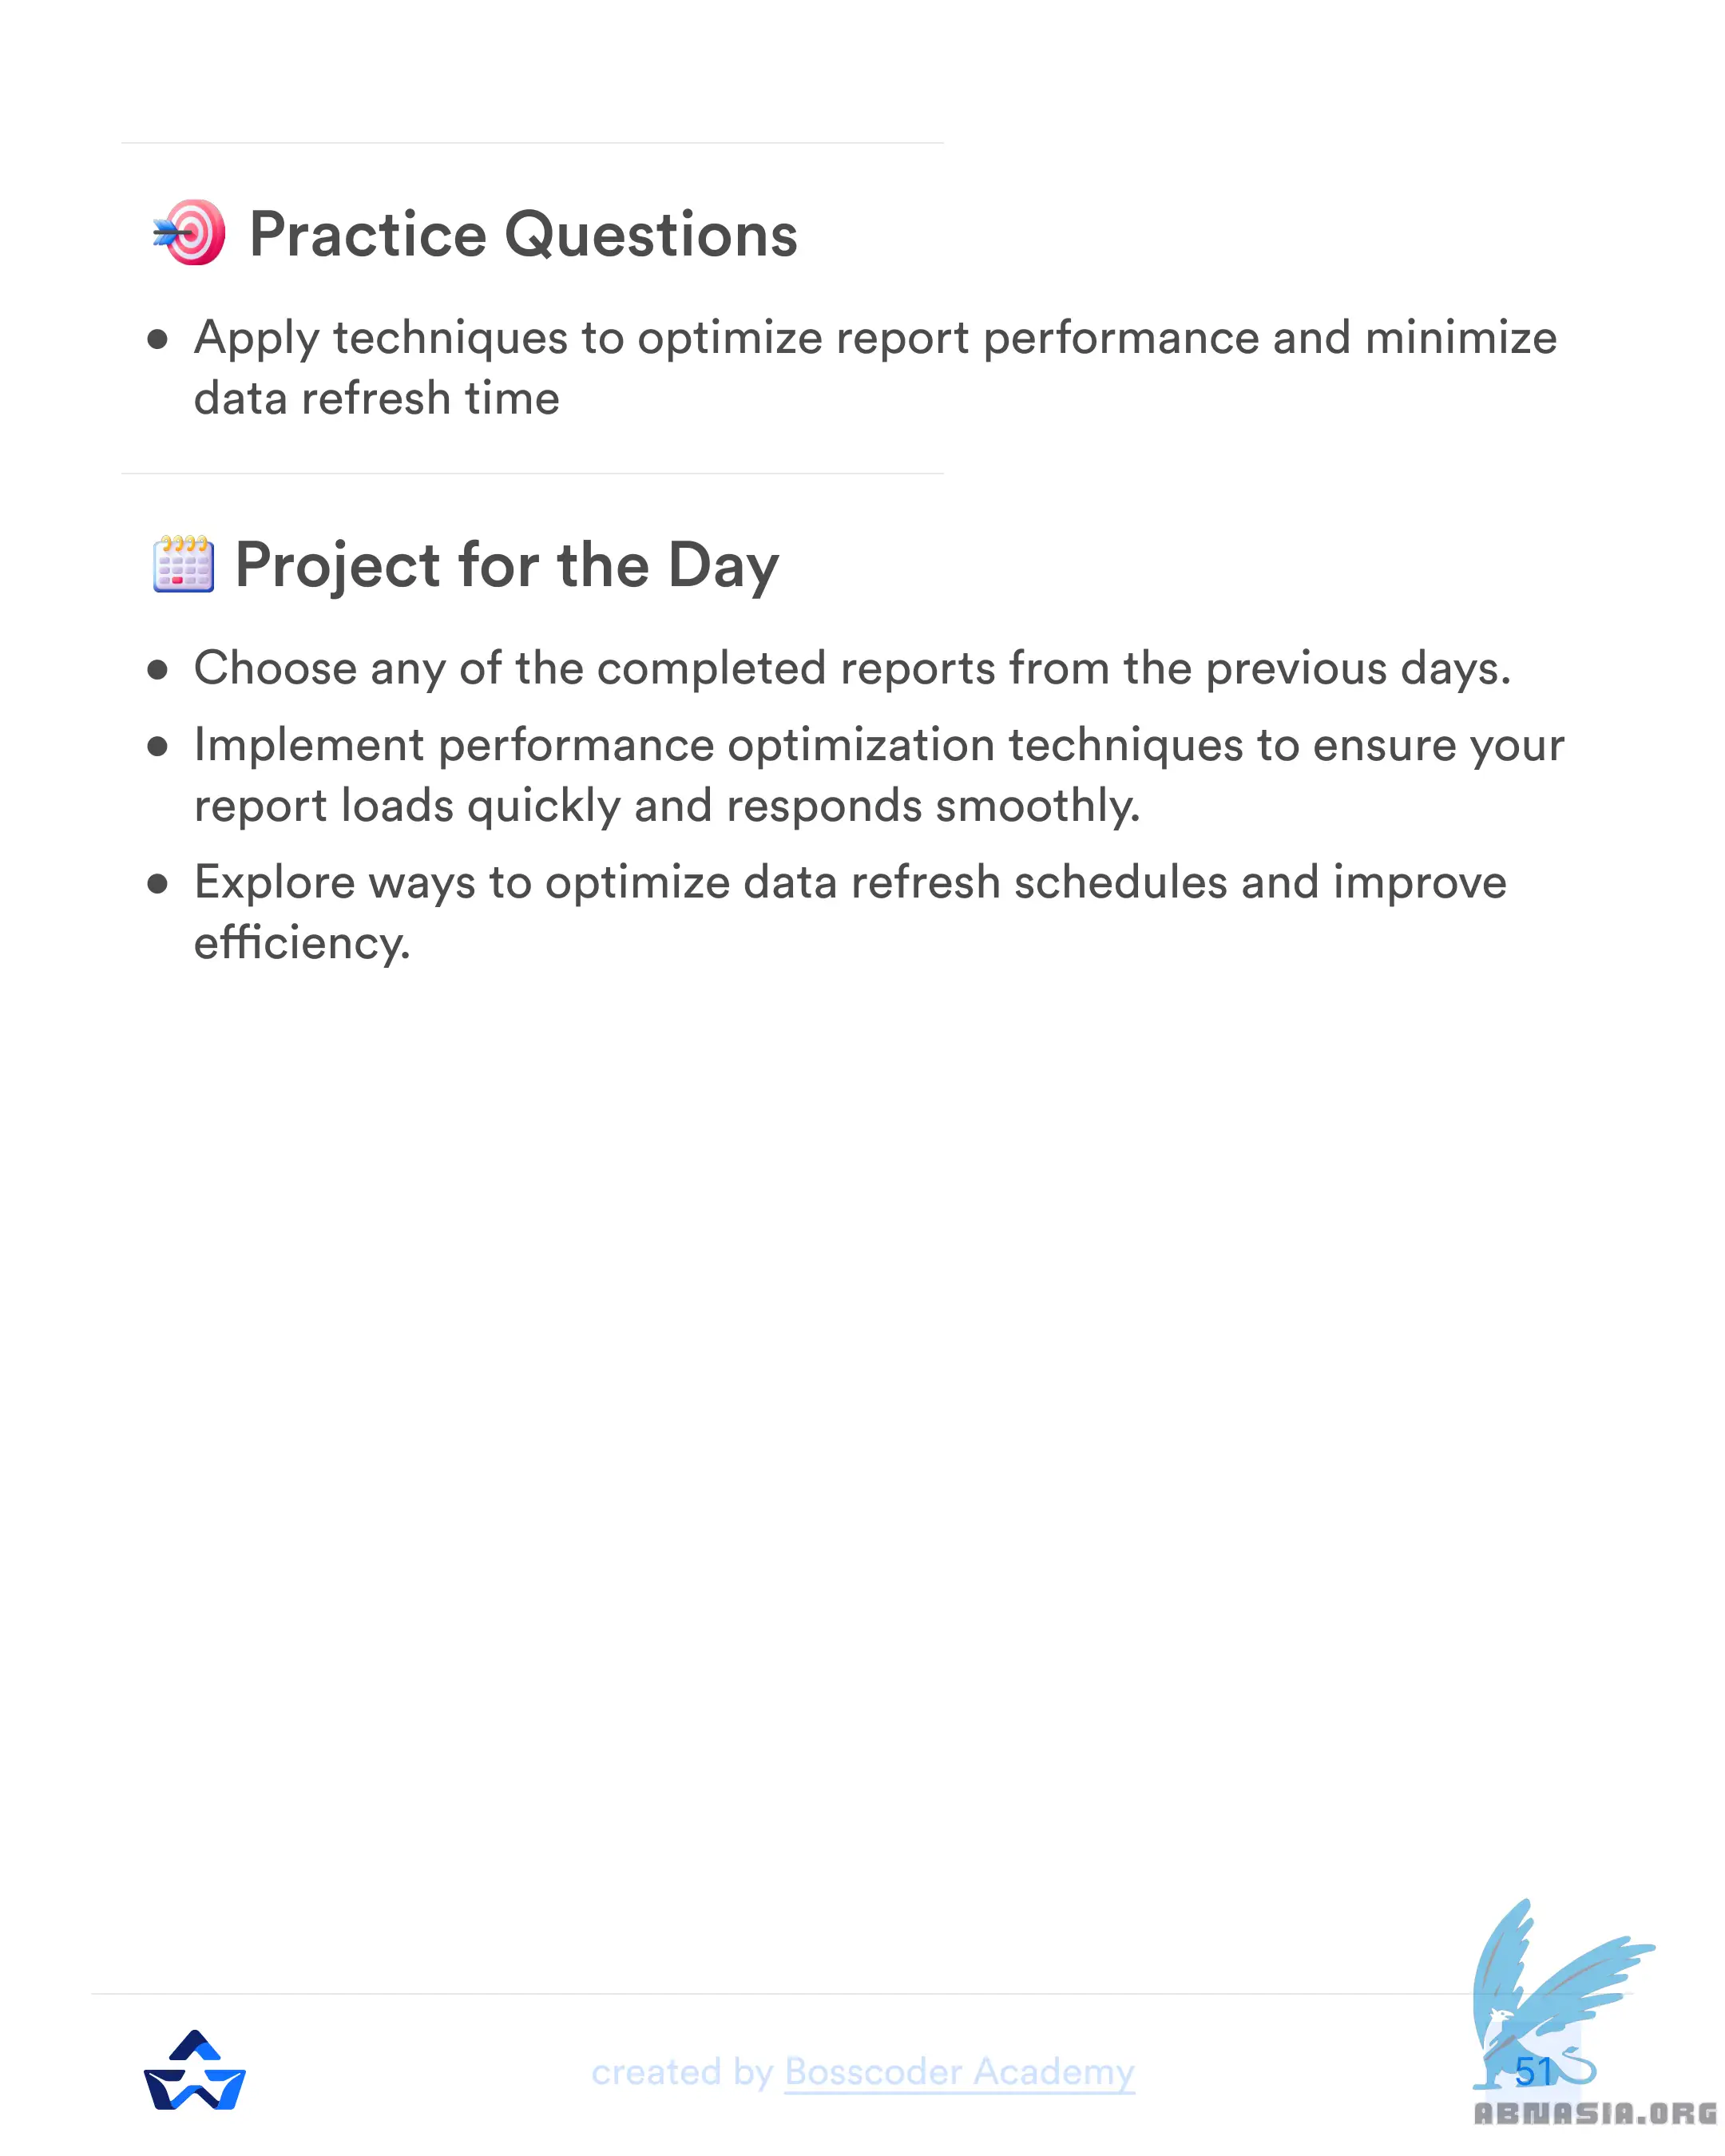 Practice Questions
● Apply techniques to optimize report performance and minimize
data refresh time
Project for the Day
● Choose any of the completed reports from the previous days.
● Implement performance optimization techniques to ensure your
report loads quickly and responds smoothly.
● Explore ways to optimize data refresh schedules and improve
efficiency.
created by Bosscoder Academy
51
ABMASIA.ORG